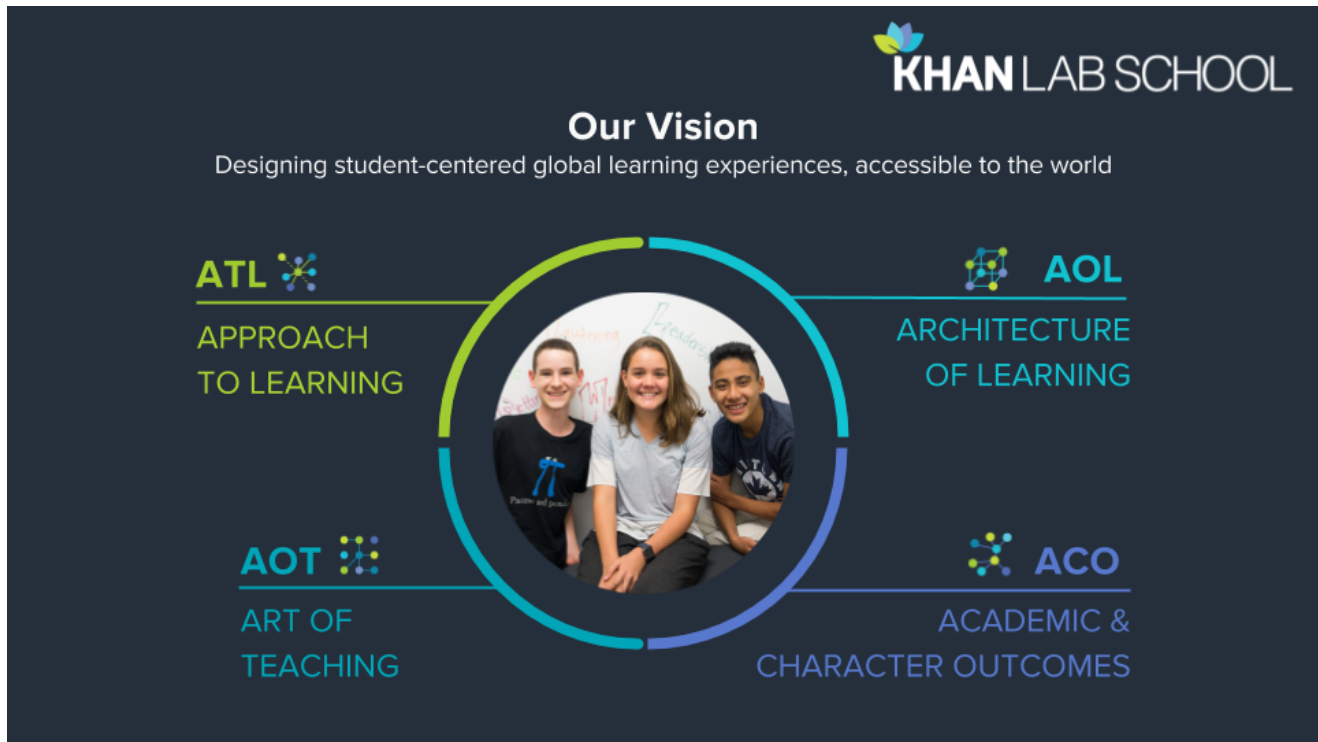 KHAN LAB SCHOOL
Our Vision
Designing student-centered global learning experiences, accessible to the world
ATL
APPROACH
TO LEARNING
AOL
ARCHITECTURE
OF LEARNING
AOT
ART OF
TEACHING
ACO
ACADEMIC &
CHARACTER OUTCOMES